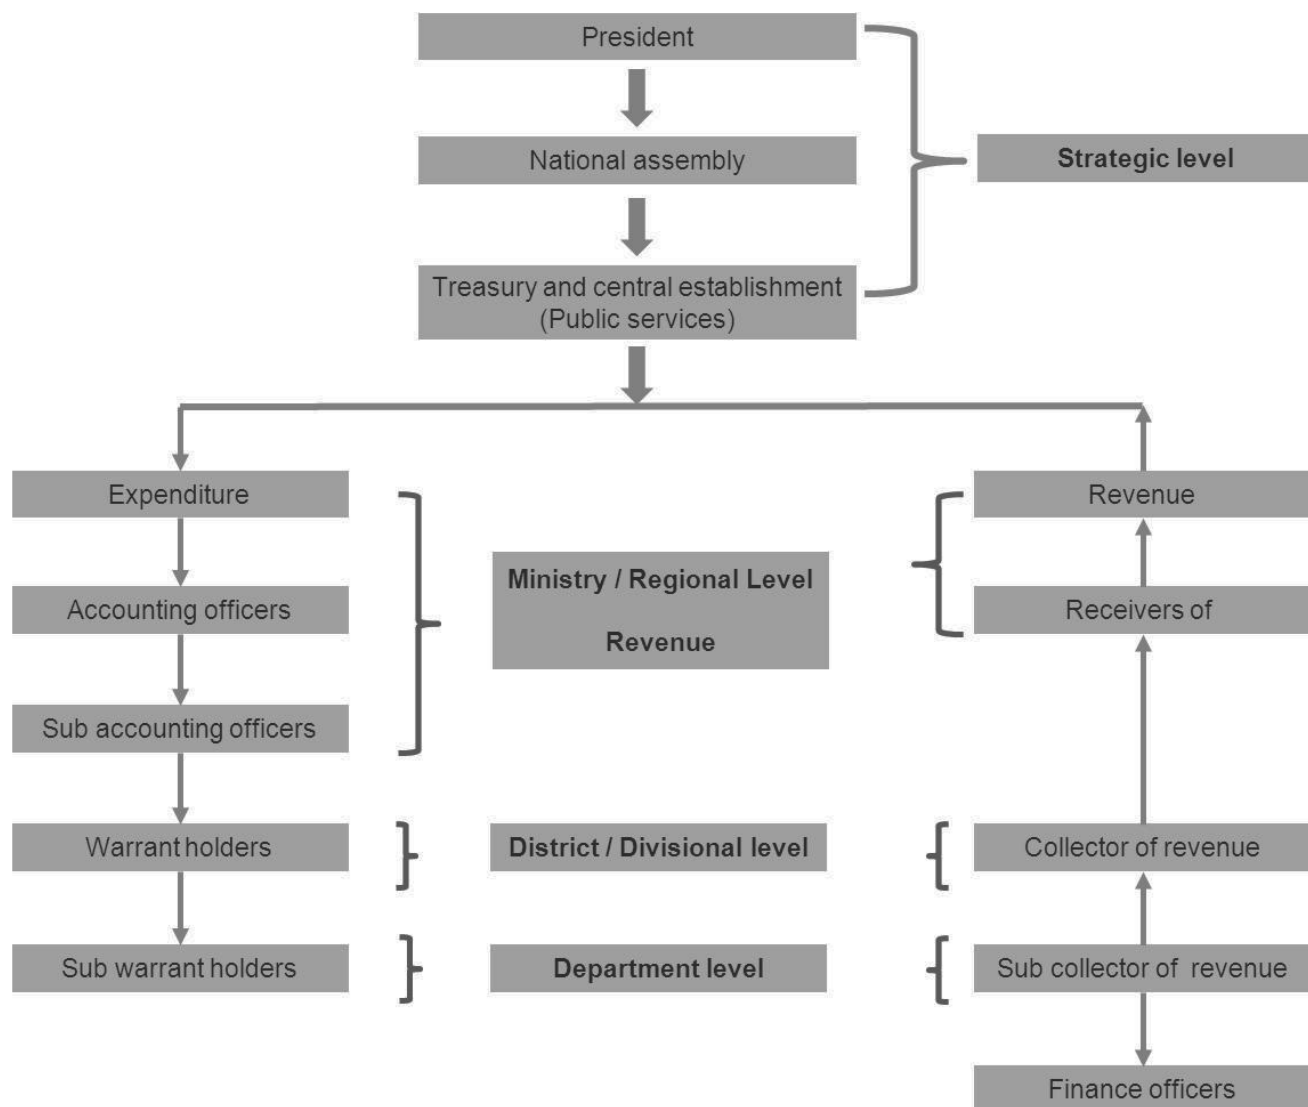 President
National assembly
Strategic level
Treasury and central establishment
(Public services)
Expenditure
Revenue
Ministry / Regional Level
Revenue
Accounting officers
Receivers of
Sub accounting officers
Warrant holders
District / Divisional level
Collector of revenue
Sub warrant holders
Department level
Sub collector of revenue
Finance officers